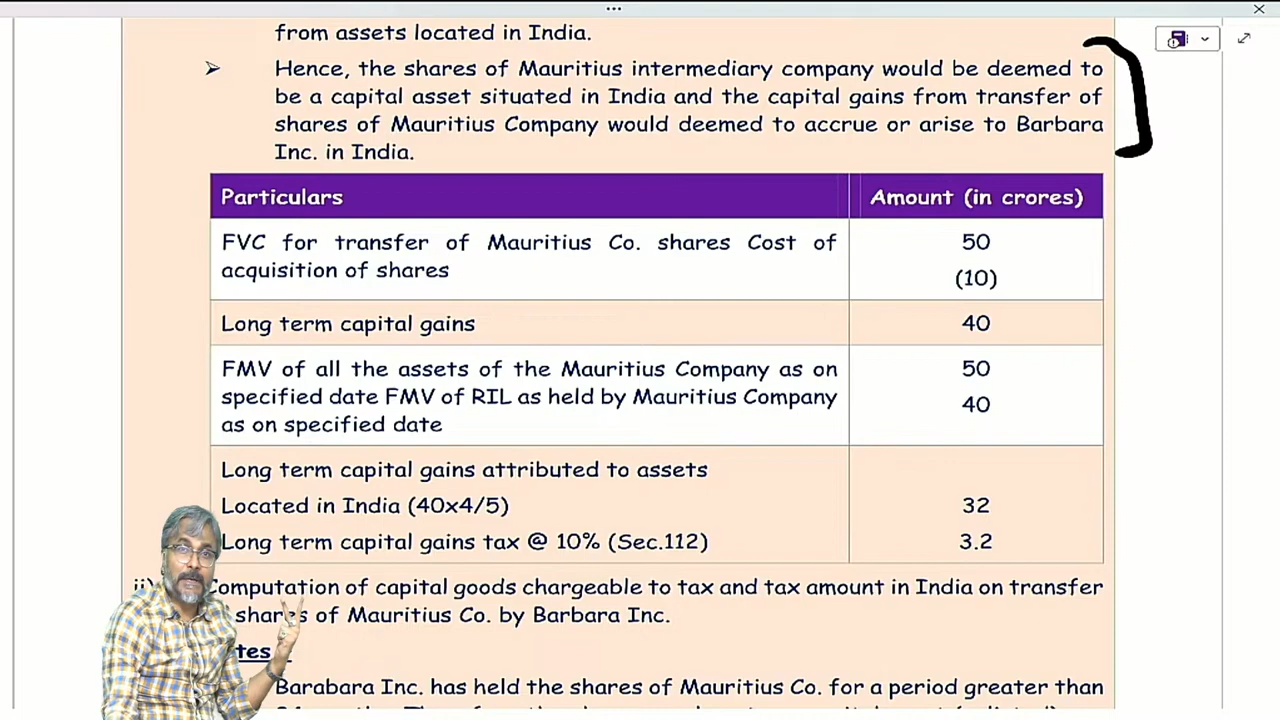 from assets located in India.
➢ Hence, the shares of Mauritius intermediary company would be deemed to
be a capital asset situated in India and the capital gains from transfer of
shares of Mauritius Company would deemed to accrue or arise to Barbara
Inc. in India.
Particulars Amount (in crores)
FVC for transfer of Mauritius Co. shares Cost of 50
acquisition of shares (10)
Long term capital gains 40
FMV of all the assets of the Mauritius Company as on 50
specified date FMV of RIL as held by Mauritius Company 40
as on specified date
Long term capital gains attributed to assets
Located in India (40x4/5) 32
Long term capital gains tax @ 10% (Sec.112) 3.2
ii) Computation of capital goods chargeable to tax and tax amount in India on transfer
shares of Mauritius Co. by Barbara Inc.
Barabara Inc. has held the shares of Mauritius Co. for a period greater than